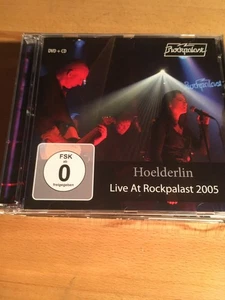 DVD + CD
Rockpalast
FSK
ab
0
freigegeben
Hoelderlin
Live At Rockpalast 2005